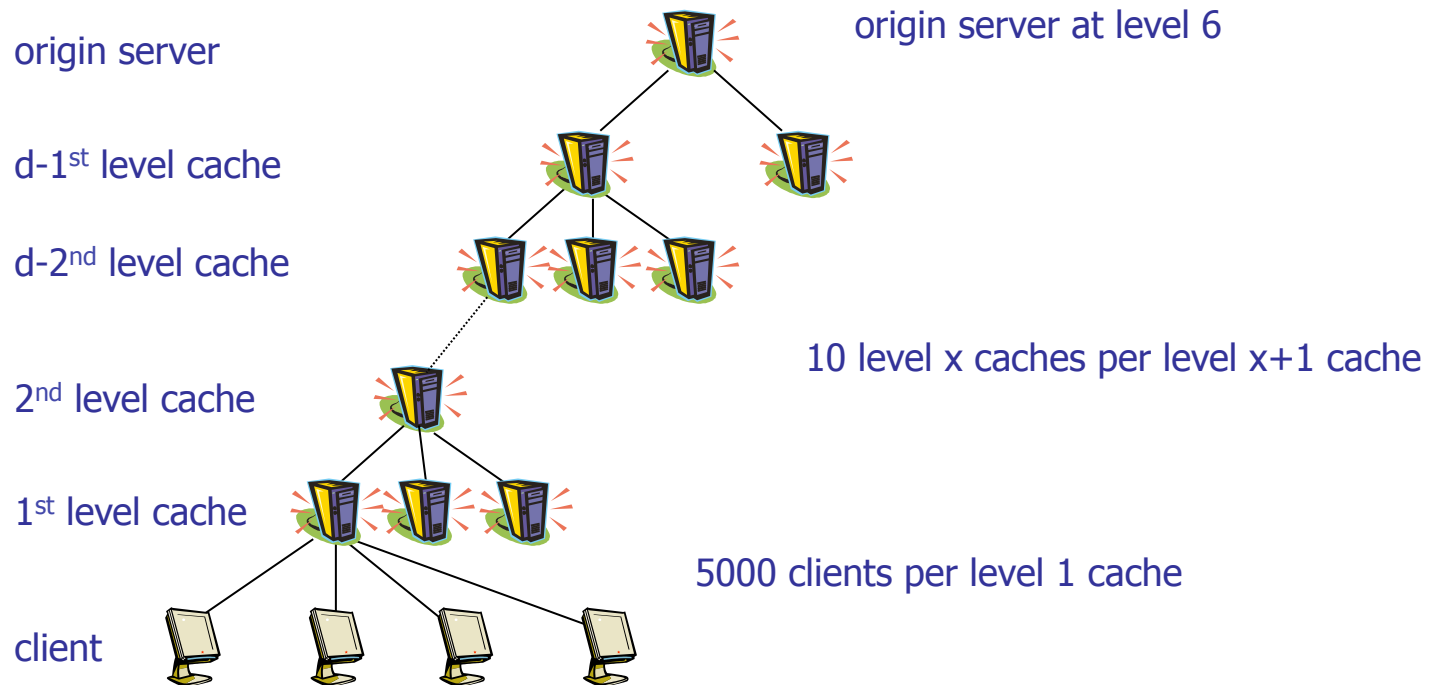 origin server
origin server at level 6
d-1st level cache
d-2nd level cache
10 level x caches per level x+1 cache
2nd level cache
1st level cache
5000 clients per level 1 cache
client